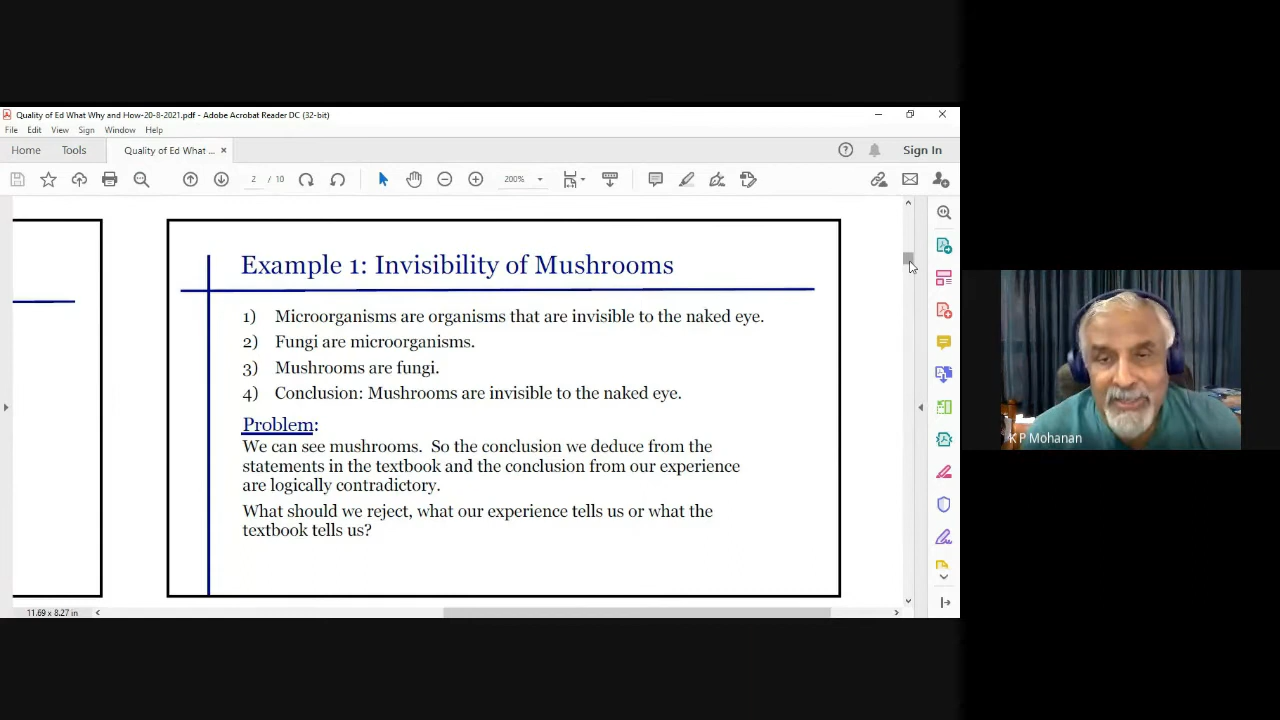 Quality of Ed What Why and How-20-8-2021.pdf - Adobe Acrobat Reader DC (32-bit)
File Edit View Sign Window Help
Home Tools Quality of Ed What ... × Sign In
2 / 10 200%
Example 1: Invisibility of Mushrooms
1) Microorganisms are organisms that are invisible to the naked eye.
2) Fungi are microorganisms.
3) Mushrooms are fungi.
4) Conclusion: Mushrooms are invisible to the naked eye.
Problem:
We can see mushrooms. So the conclusion we deduce from the
statements in the textbook and the conclusion from our experience
are logically contradictory.
What should we reject, what our experience tells us or what the
textbook tells us?
K P Mohanan
11.69 x 8.27 in